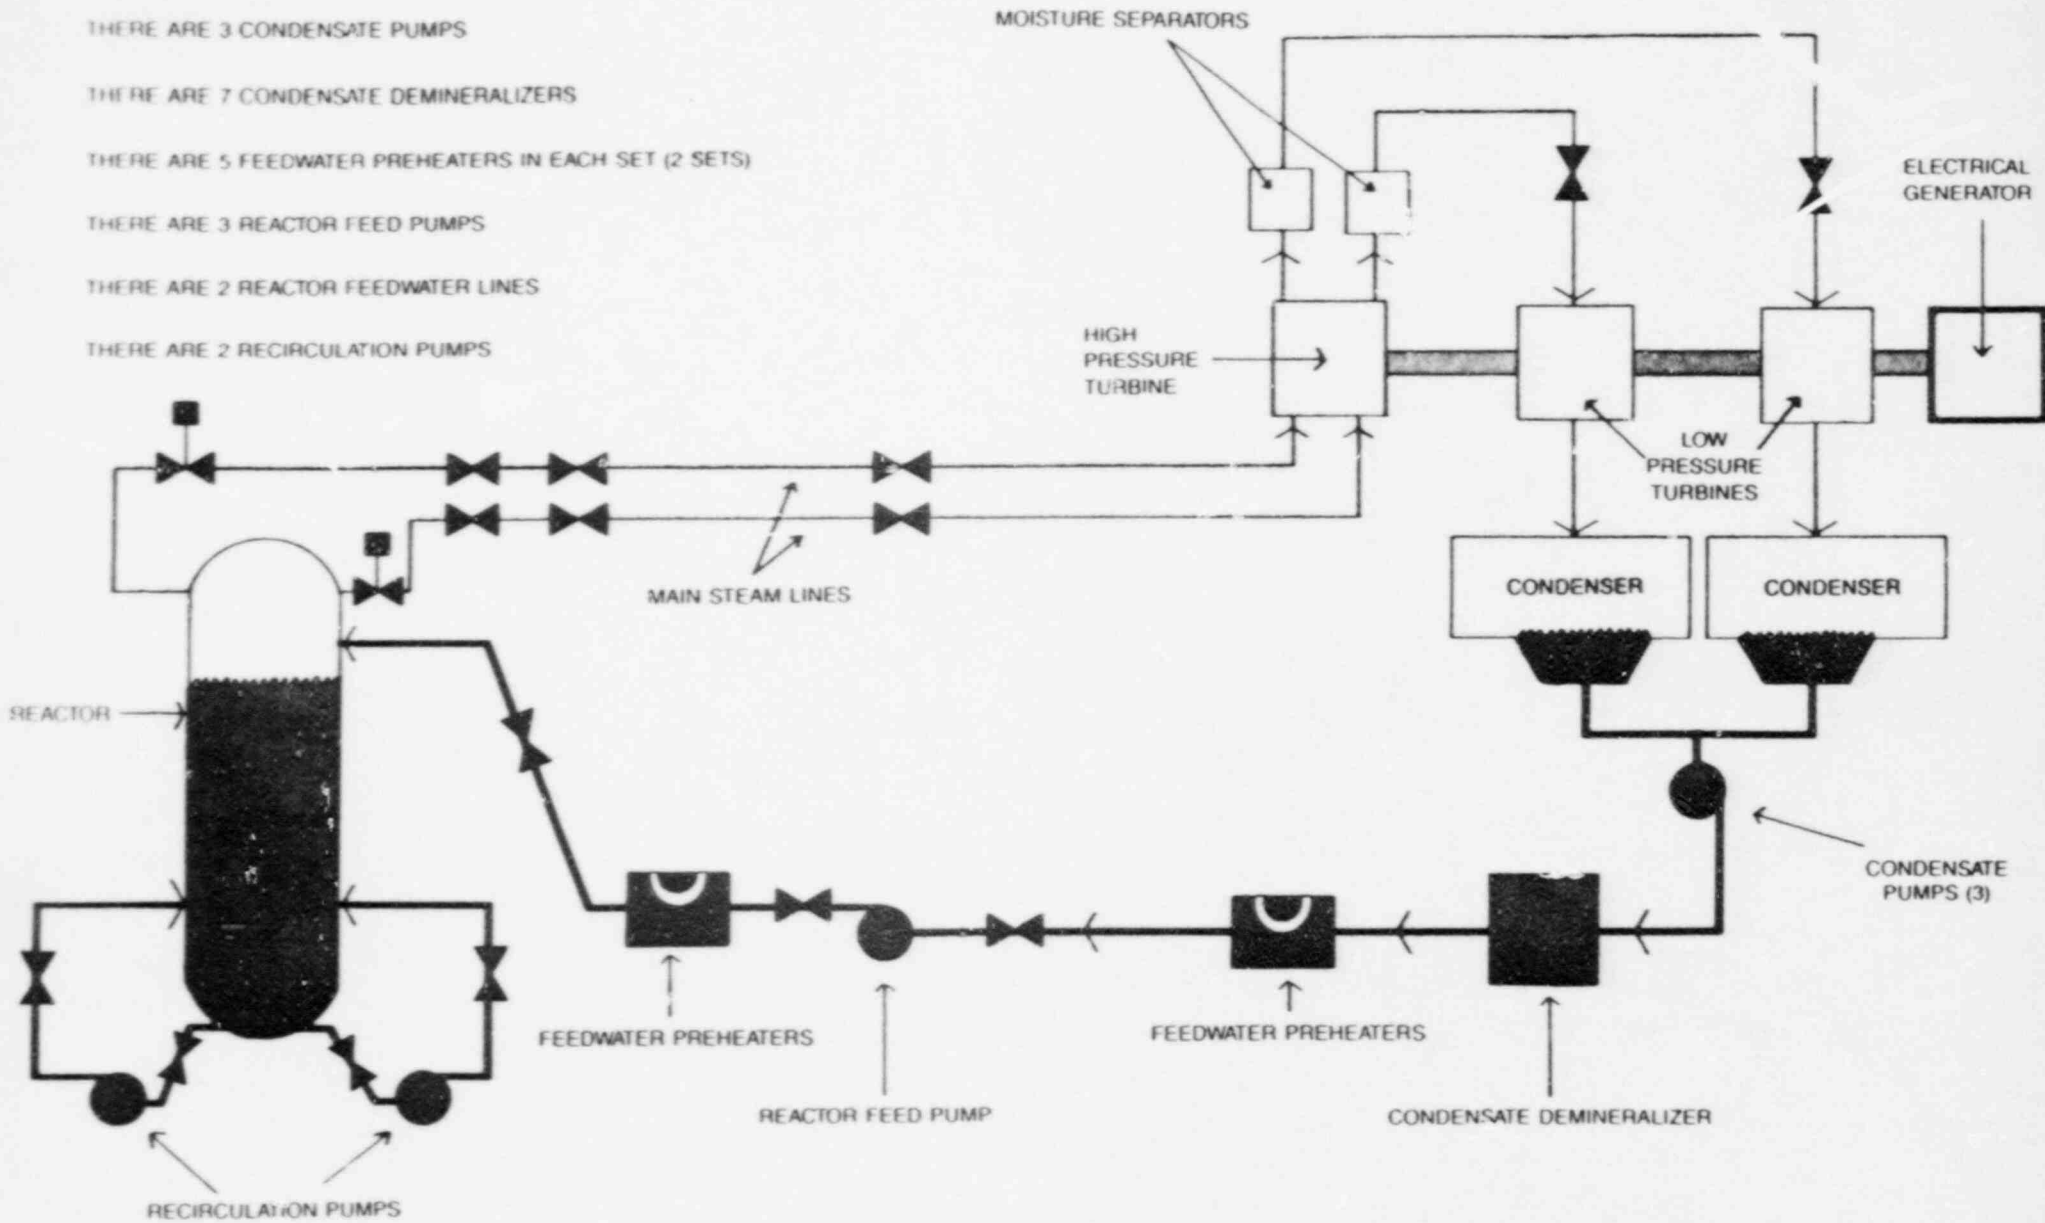 THERE ARE 3 CONDENSATE PUMPS
THERE ARE 7 CONDENSATE DEMINERALIZERS
THERE ARE 5 FEEDWATER PREHEATERS IN EACH SET (2 SETS)
THERE ARE 3 REACTOR FEED PUMPS
THERE ARE 2 REACTOR FEEDWATER LINES
THERE ARE 2 RECIRCULATION PUMPS
MOISTURE SEPARATORS
ELECTRICAL
GENERATOR
HIGH
PRESSURE
TURBINE
LOW
PRESSURE
TURBINES
MAIN STEAM LINES
CONDENSER
CONDENSER
REACTOR
CONDENSATE
PUMPS (3)
FEEDWATER PREHEATERS
FEEDWATER PREHEATERS
REACTOR FEED PUMP
CONDENSATE DEMINERALIZER
RECIRCULATION PUMPS